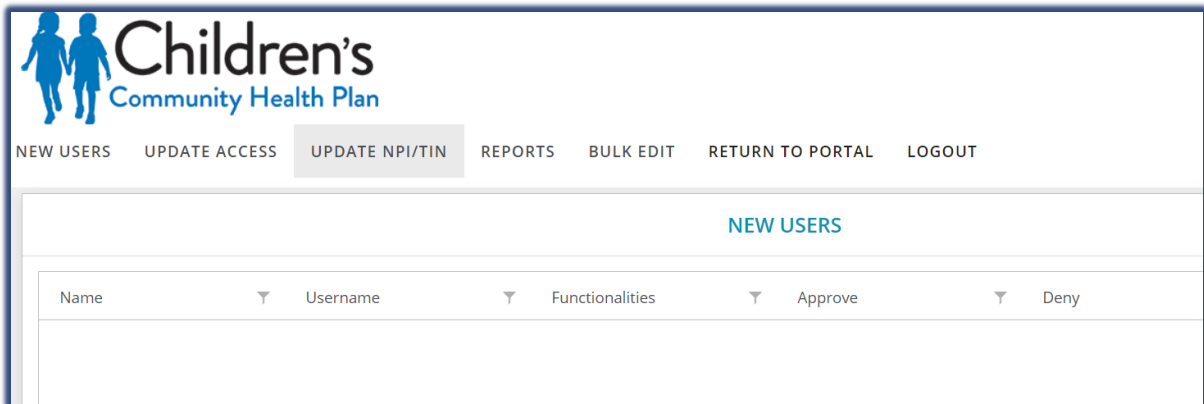 Children's
Community Health Plan
NEW USERS UPDATE ACCESS UPDATE NPI/TIN REPORTS BULK EDIT RETURN TO PORTAL LOGOUT
NEW USERS
Name Username Functionalities Approve Deny